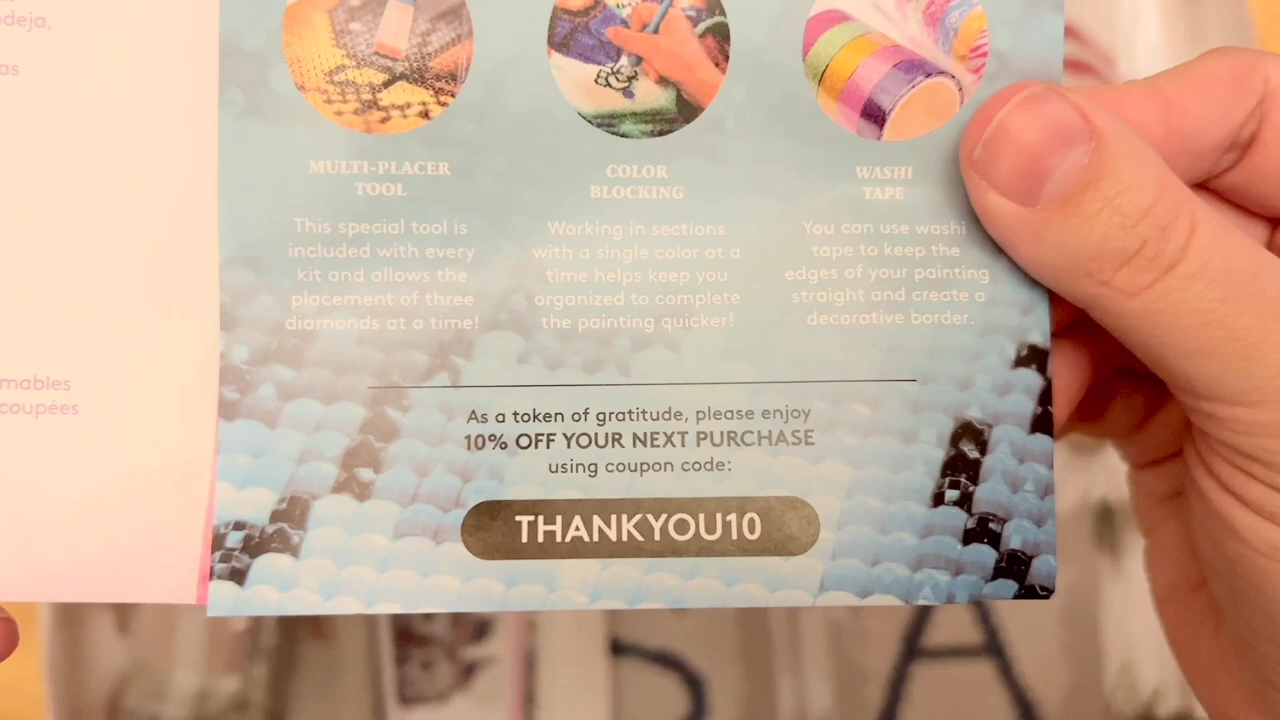 ndeja,
as
mables
coupées
MULTI-PLACER
TOOL
This special tool is
included with every
kit and allows the
placement of three
diamonds at a time!
COLOR
BLOCKING
Working in sections
with a single color at a
time helps keep you
organized to complete
the painting quicker!
WASHI
TAPE
You can use washi
tape to keep the
edges of your painting
straight and create a
decorative border.
As a token of gratitude, please enjoy
10% OFF YOUR NEXT PURCHASE
using coupon code:
THANKYOU10